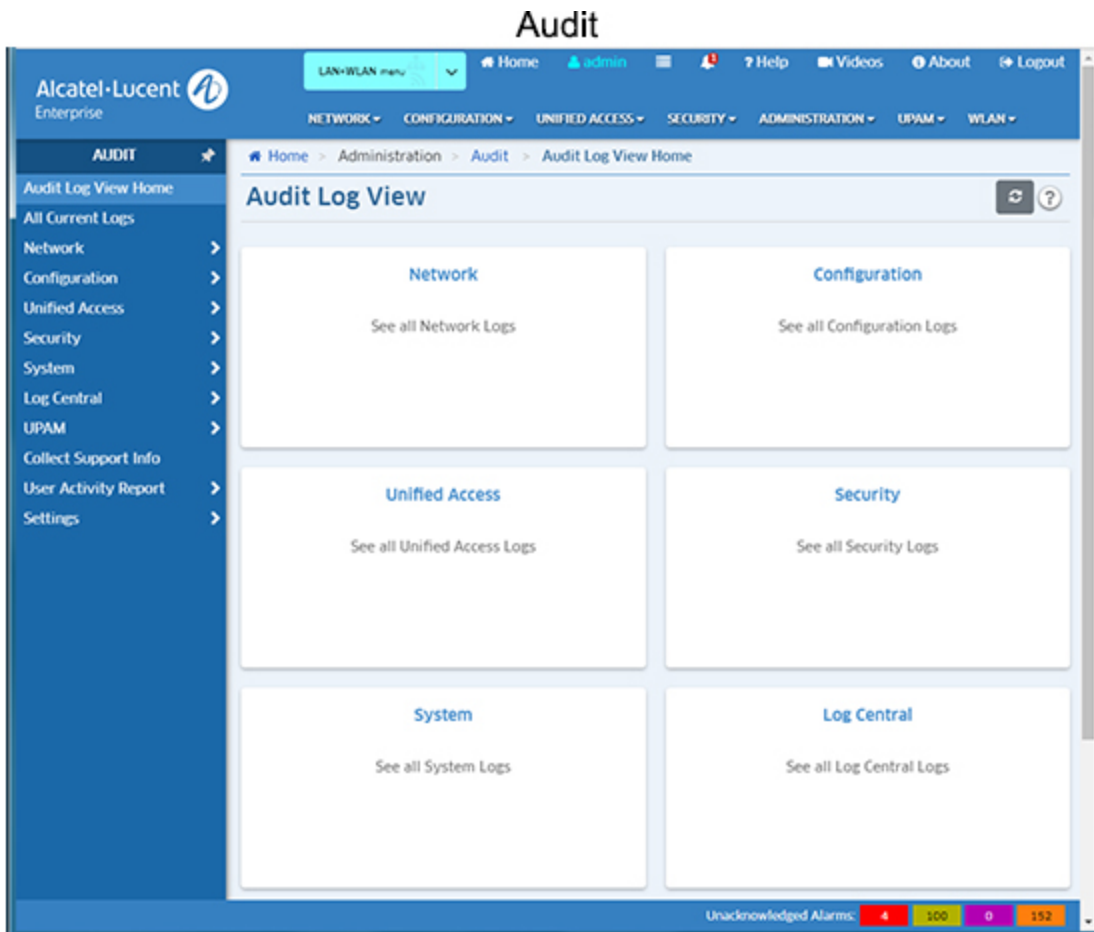 Audit
Alcatel·Lucent
Enterprise
LAN+WLAN menu
Home admin 1 ? Help Videos About Logout
NETWORK CONFIGURATION UNIFIED ACCESS SECURITY ADMINISTRATION UPAM WLAN
AUDIT
Audit Log View Home
All Current Logs
Network
Configuration
Unified Access
Security
System
Log Central
UPAM
Collect Support Info
User Activity Report
Settings
Home > Administration > Audit > Audit Log View Home
Audit Log View
?
Network
See all Network Logs
Configuration
See all Configuration Logs
Unified Access
See all Unified Access Logs
Security
See all Security Logs
System
See all System Logs
Log Central
See all Log Central Logs
Unacknowledged Alarms: 4 100 0 152